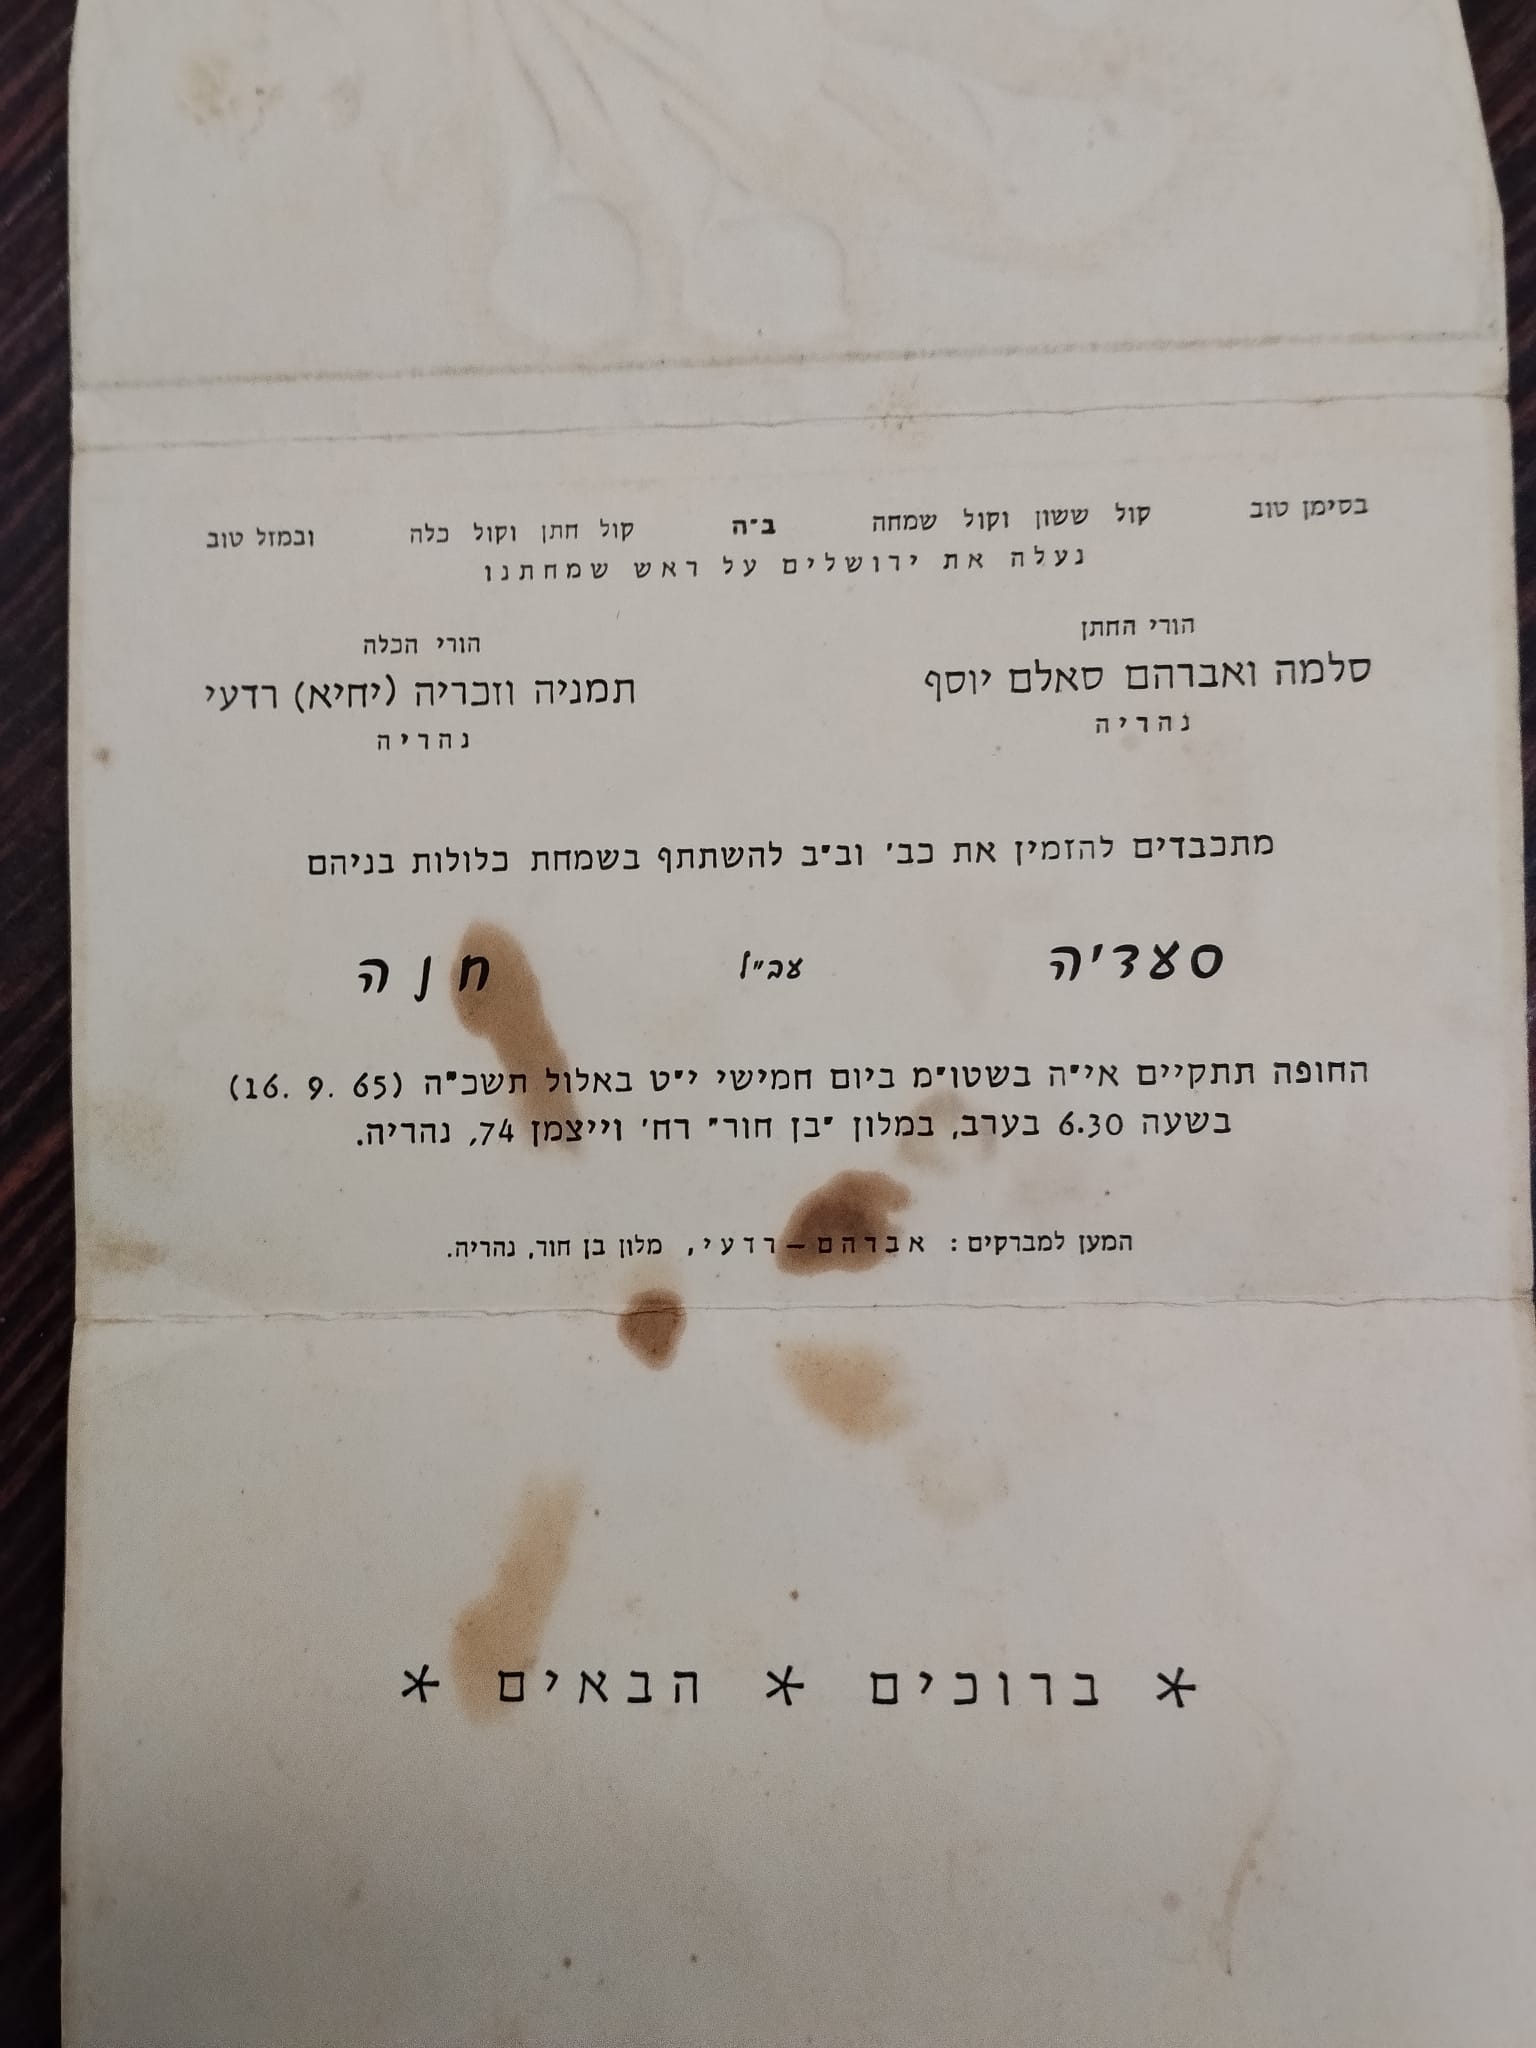 בסימן טוב קול ששון וקול שמחה ב״ה קול חתן וקול כלה ובמזל טוב
נעלה את ירושלים על ראש שמחתנו
הורי החתן
סלמה ואברהם סאלם יוסף
נהריה
הורי הכלה
תמניה וזכריה (יחיא) רדעי
נהריה
מתכבדים להזמין את כב׳ וב״ב להשתתף בשמחת כלולות בניהם
סעדיה עב״ל חנה
החופה תתקיים אי״ה בשטו״מ ביום חמישי י״ט באלול תשכ״ה (16. 9. 65)
בשעה 6.30 בערב, במלון ״בן חור״ רח׳ וייצמן 74, נהריה.
המען למברקים: אברהם–רדעי, מלון בן חור, נהריה.
* ברוכים * הבאים *